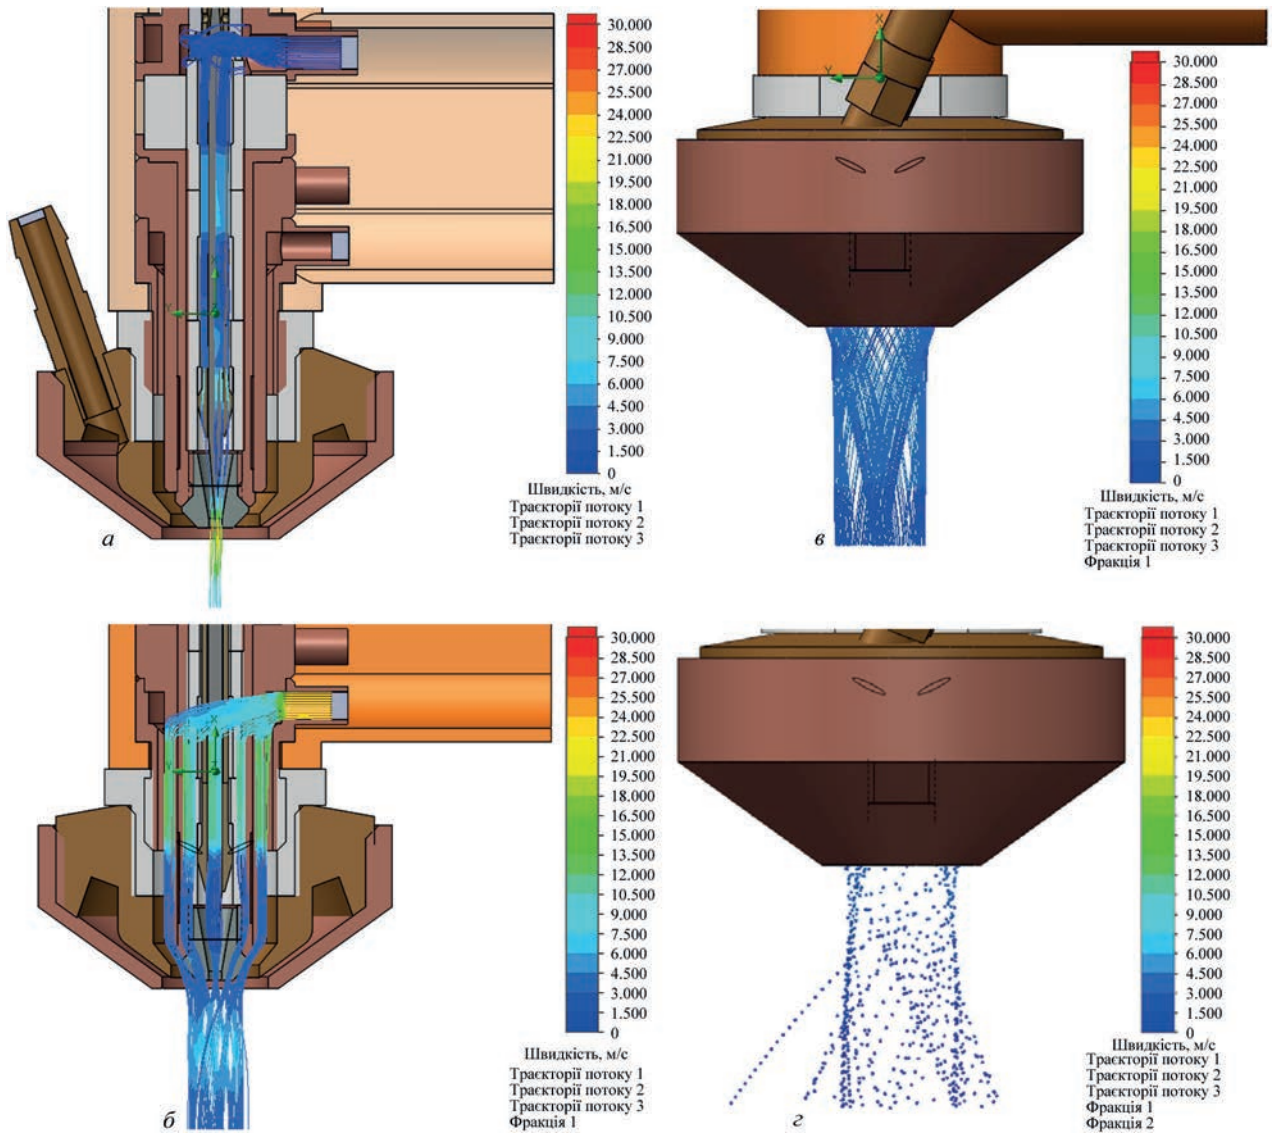 30.000
28.500
27.000
25.500
24.000
22.500
21.000
19.500
18.000
16.500
15.000
13.500
12.000
10.500
9.000
7.500
6.000
4.500
3.000
1.500
0
Швидкість, м/с
Траєкторії потоку 1
Траєкторії потоку 2
Траєкторії потоку 3
X
Y
Z
а
30.000
28.500
27.000
25.500
24.000
22.500
21.000
19.500
18.000
16.500
15.000
13.500
12.000
10.500
9.000
7.500
6.000
4.500
3.000
1.500
0
Швидкість, м/с
Траєкторії потоку 1
Траєкторії потоку 2
Траєкторії потоку 3
Фракція 1
X
Y
Z
в
30.000
28.500
27.000
25.500
24.000
22.500
21.000
19.500
18.000
16.500
15.000
13.500
12.000
10.500
9.000
7.500
6.000
4.500
3.000
1.500
0
Швидкість, м/с
Траєкторії потоку 1
Траєкторії потоку 2
Траєкторії потоку 3
Фракція 1
X
Y
Z
б
30.000
28.500
27.000
25.500
24.000
22.500
21.000
19.500
18.000
16.500
15.000
13.500
12.000
10.500
9.000
7.500
6.000
4.500
3.000
1.500
0
Швидкість, м/с
Траєкторії потоку 1
Траєкторії потоку 2
Траєкторії потоку 3
Фракція 1
Фракція 2
г